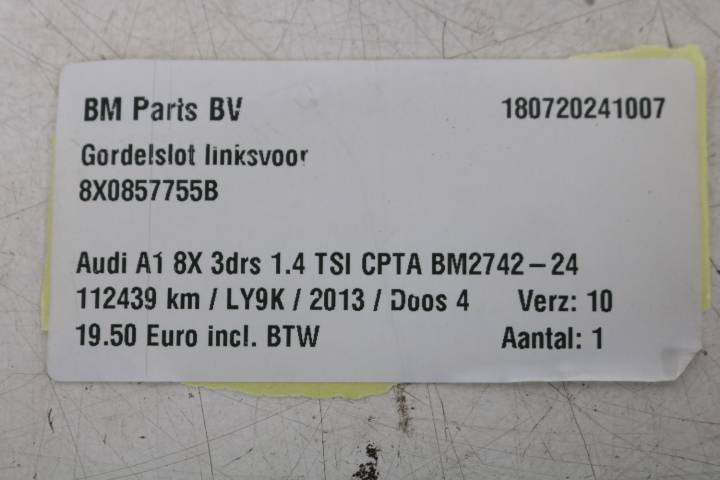 BM Parts BV 180720241007
Gordelslot linksvoor
8X0857755B
Audi A1 8X 3drs 1.4 TSI CPTA BM2742-24
112439 km / LY9K / 2013 / Doos 4 Verz: 10
19.50 Euro incl. BTW Aantal: 1